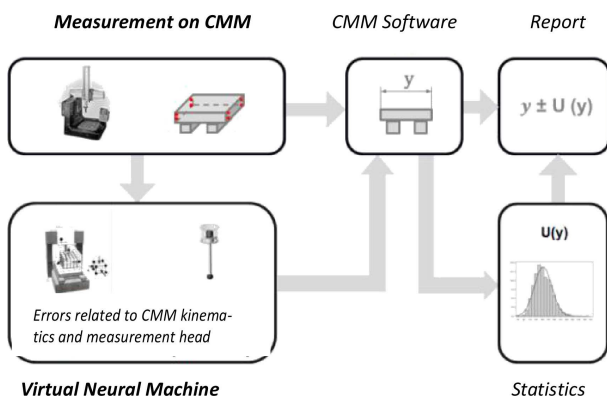 Measurement on CMM
CMM Software
Report
y
y ± U (y)
U(y)
Errors related to CMM kinema-
tics and measurement head
Virtual Neural Machine
Statistics